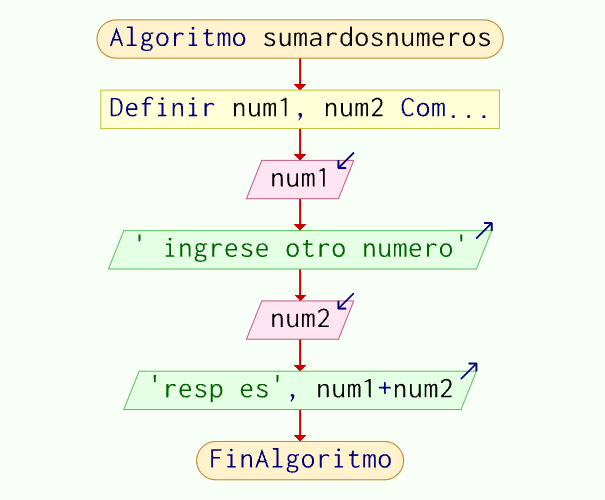 Algoritmo sumardosnumeros
Definir num1, num2 Com...
num1
' ingrese otro numero'
num2
'resp es', num1+num2
FinAlgoritmo